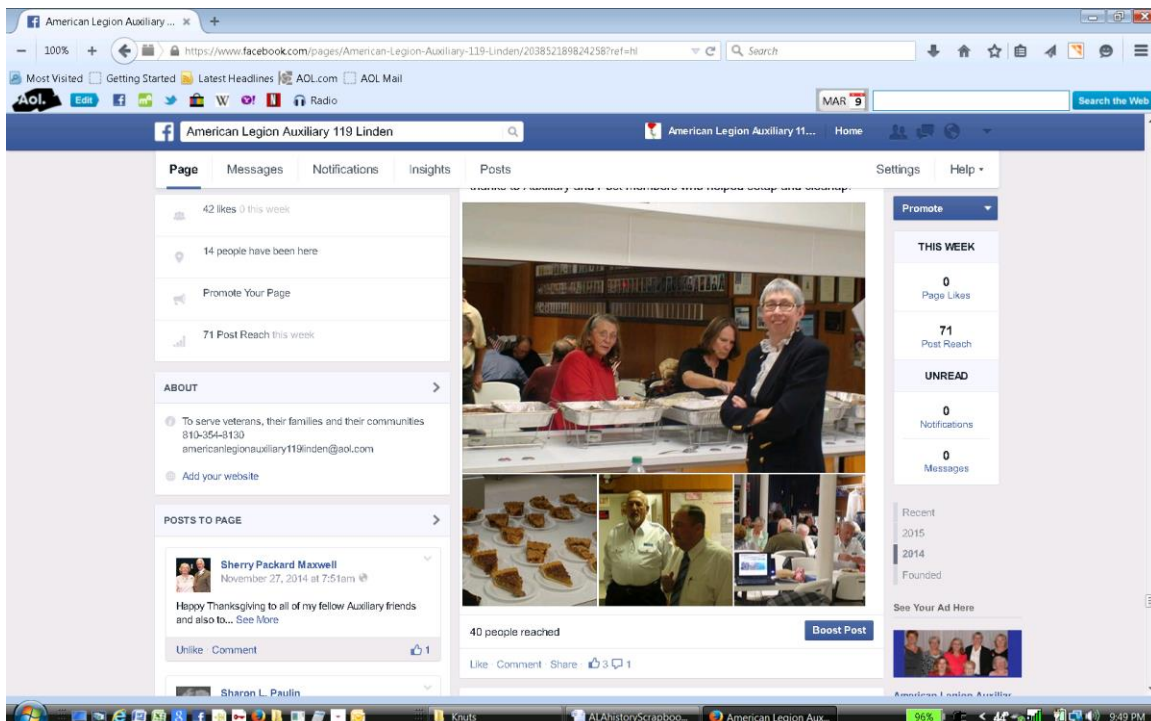 American Legion Auxiliary ... ×
100%
https://www.facebook.com/pages/American-Legion-Auxiliary-119-Linden/203852189824258?ref=hl
Search
Most Visited Getting Started Latest Headlines AOL.com AOL Mail
Aol. Edit Radio
MAR 9 Search the Web
American Legion Auxiliary 119 Linden
American Legion Auxiliary 11... Home
Page Messages Notifications Insights Posts Settings Help
thanks to Auxiliary and Post members who helped setup and cleanup.
42 likes 0 this week
14 people have been here
Promote Your Page
71 Post Reach this week
ABOUT
To serve veterans, their families and their communities
810-354-8130
americanlegionauxiliary119linden@aol.com
Add your website
POSTS TO PAGE
Sherry Packard Maxwell
November 27, 2014 at 7:51am
Happy Thanksgiving to all of my fellow Auxiliary friends
and also to... See More
Unlike · Comment 1
Sharon L. Paulin
40 people reached
Boost Post
Like · Comment · Share · 3 1
Promote
THIS WEEK
0
Page Likes
71
Post Reach
UNREAD
0
Notifications
0
Messages
Recent
2015
2014
Founded
See Your Ad Here
American Legion Auxiliar
Knuts
ALAhistoryScrapboo...
American Legion Aux...
96%
9:49 PM